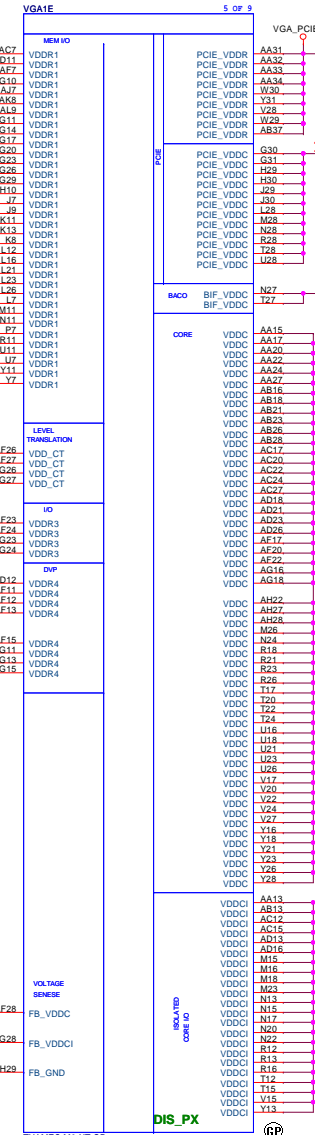 VGA1E 5 OF 9
VGA_PCIE
MEM I/O
PCIE
BACO
CORE
LEVEL
TRANSLATION
I/O
DVP
VOLTAGE
SENESE
ISOLATED
CORE I/O
AC7 VDDR1
D11 VDDR1
AF7 VDDR1
G10 VDDR1
AJ7 VDDR1
AK8 VDDR1
AL9 VDDR1
G11 VDDR1
G14 VDDR1
G17 VDDR1
G20 VDDR1
G23 VDDR1
G26 VDDR1
G29 VDDR1
H10 VDDR1
J7 VDDR1
J9 VDDR1
K11 VDDR1
K13 VDDR1
K8 VDDR1
L12 VDDR1
L16 VDDR1
L21 VDDR1
L23 VDDR1
L26 VDDR1
L7 VDDR1
M11 VDDR1
N11 VDDR1
P7 VDDR1
R11 VDDR1
U11 VDDR1
U7 VDDR1
Y11 VDDR1
Y7 VDDR1
F26 VDD_CT
F27 VDD_CT
G26 VDD_CT
G27 VDD_CT
F23 VDDR3
F24 VDDR3
G23 VDDR3
G24 VDDR3
D12 VDDR4
F11 VDDR4
F12 VDDR4
F13 VDDR4
F15 VDDR4
G11 VDDR4
G13 VDDR4
G15 VDDR4
F28 FB_VDDC
G28 FB_VDDCI
H29 FB_GND
PCIE_VDDR AA31
PCIE_VDDR AA32
PCIE_VDDR AA33
PCIE_VDDR AA34
PCIE_VDDR W30
PCIE_VDDR Y31
PCIE_VDDR V28
PCIE_VDDR W29
PCIE_VDDR AB37
PCIE_VDDC G30
PCIE_VDDC G31
PCIE_VDDC H29
PCIE_VDDC H30
PCIE_VDDC J29
PCIE_VDDC J30
PCIE_VDDC L28
PCIE_VDDC M28
PCIE_VDDC N28
PCIE_VDDC R28
PCIE_VDDC T28
PCIE_VDDC U28
BIF_VDDC N27
BIF_VDDC T27
VDDC AA15
VDDC AA17
VDDC AA20
VDDC AA22
VDDC AA24
VDDC AA27
VDDC AB16
VDDC AB18
VDDC AB21
VDDC AB23
VDDC AB26
VDDC AB28
VDDC AC17
VDDC AC20
VDDC AC22
VDDC AC24
VDDC AC27
VDDC AD18
VDDC AD21
VDDC AD23
VDDC AD26
VDDC AF17
VDDC AF20
VDDC AF22
VDDC AG16
VDDC AG18
VDDC AH22
VDDC AH27
VDDC AH28
VDDC M26
VDDC N24
VDDC R18
VDDC R21
VDDC R23
VDDC R26
VDDC T17
VDDC T20
VDDC T22
VDDC T24
VDDC U16
VDDC U18
VDDC U21
VDDC U23
VDDC U26
VDDC V17
VDDC V20
VDDC V22
VDDC V24
VDDC V27
VDDC Y16
VDDC Y18
VDDC Y21
VDDC Y23
VDDC Y26
VDDC Y28
VDDCI AA13
VDDCI AB13
VDDCI AC12
VDDCI AC15
VDDCI AD13
VDDCI AD16
VDDCI M15
VDDCI M16
VDDCI M18
VDDCI M23
VDDCI N13
VDDCI N15
VDDCI N17
VDDCI N20
VDDCI N22
VDDCI R12
VDDCI R13
VDDCI R16
VDDCI T12
VDDCI T15
VDDCI V15
VDDCI Y13
DIS_PX
GP